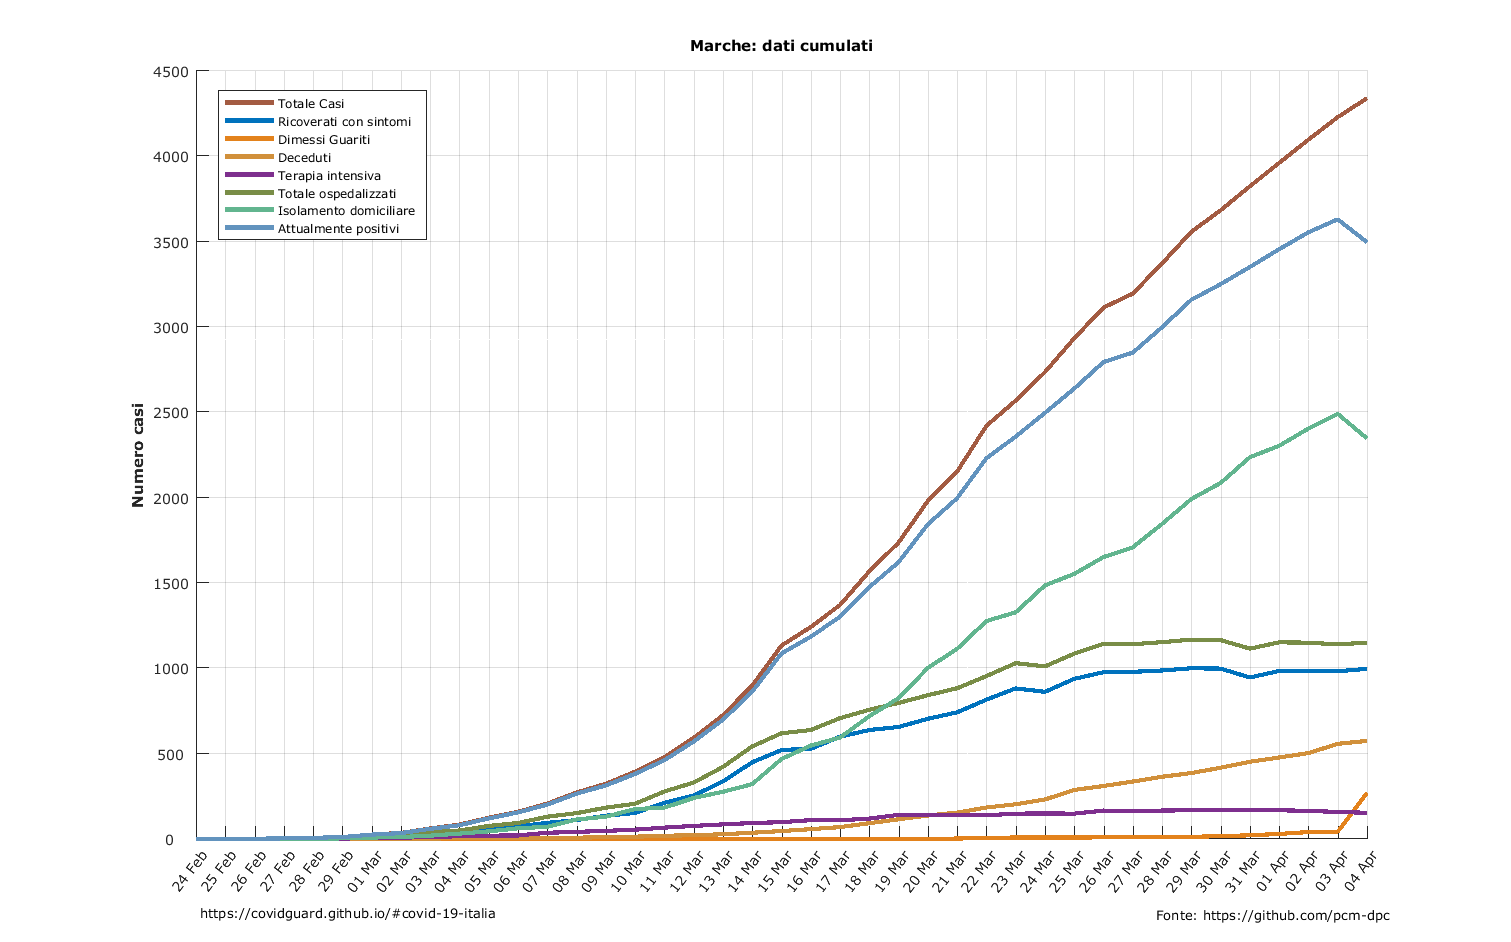 Marche: dati cumulati
4500
4000
3500
3000
2500
2000
1500
1000
500
0
Numero casi
Totale Casi
Ricoverati con sintomi
Dimessi Guariti
Deceduti
Terapia intensiva
Totale ospedalizzati
Isolamento domiciliare
Attualmente positivi
24 Feb
25 Feb
26 Feb
27 Feb
28 Feb
29 Feb
01 Mar
02 Mar
03 Mar
04 Mar
05 Mar
06 Mar
07 Mar
08 Mar
09 Mar
10 Mar
11 Mar
12 Mar
13 Mar
14 Mar
15 Mar
16 Mar
17 Mar
18 Mar
19 Mar
20 Mar
21 Mar
22 Mar
23 Mar
24 Mar
25 Mar
26 Mar
27 Mar
28 Mar
29 Mar
30 Mar
31 Mar
01 Apr
02 Apr
03 Apr
04 Apr
https://covidguard.github.io/#covid-19-italia
Fonte: https://github.com/pcm-dpc